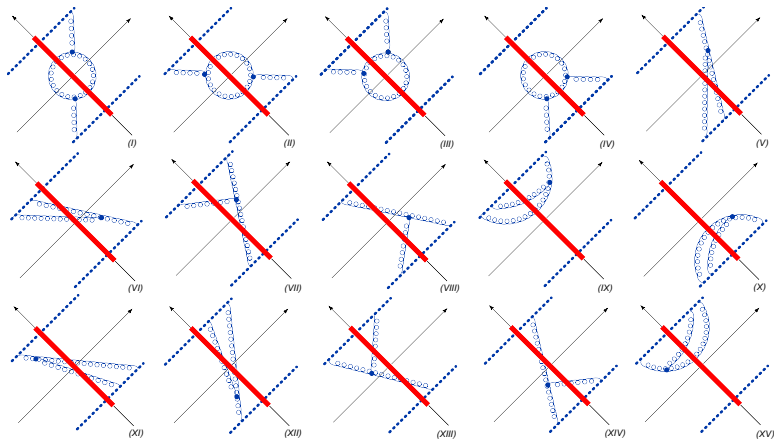 (I) (II) (III) (IV) (V)
(VI) (VII) (VIII) (IX) (X)
(XI) (XII) (XIII) (XIV) (XV)